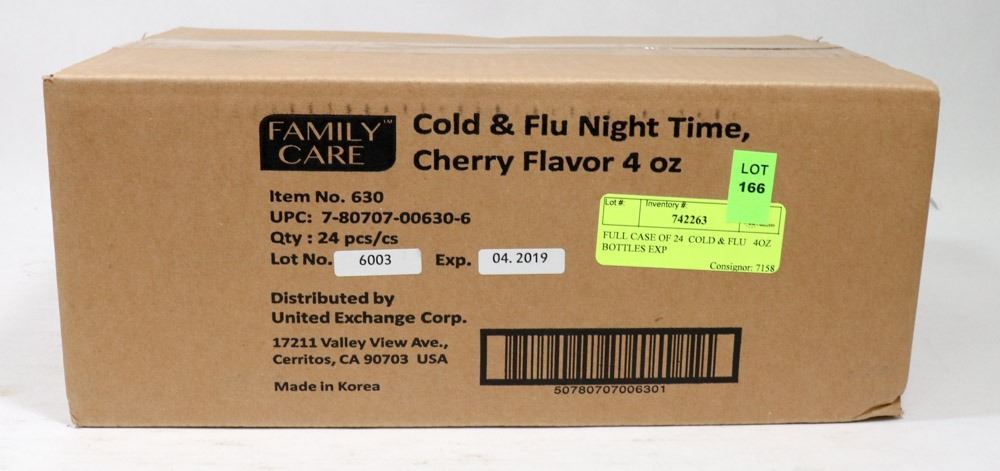 FAMILY™
CARE
Cold & Flu Night Time,
Cherry Flavor 4 oz
Item No. 630
UPC: 7-80707-00630-6
Qty : 24 pcs/cs
Lot No. 6003 Exp. 04. 2019
Distributed by
United Exchange Corp.
17211 Valley View Ave.,
Cerritos, CA 90703 USA
Made in Korea
50780707006301
LOT
166
Lot #: Inventory #:
742263
FULL CASE OF 24 COLD & FLU 4OZ
BOTTLES EXP
Consignor: 7158